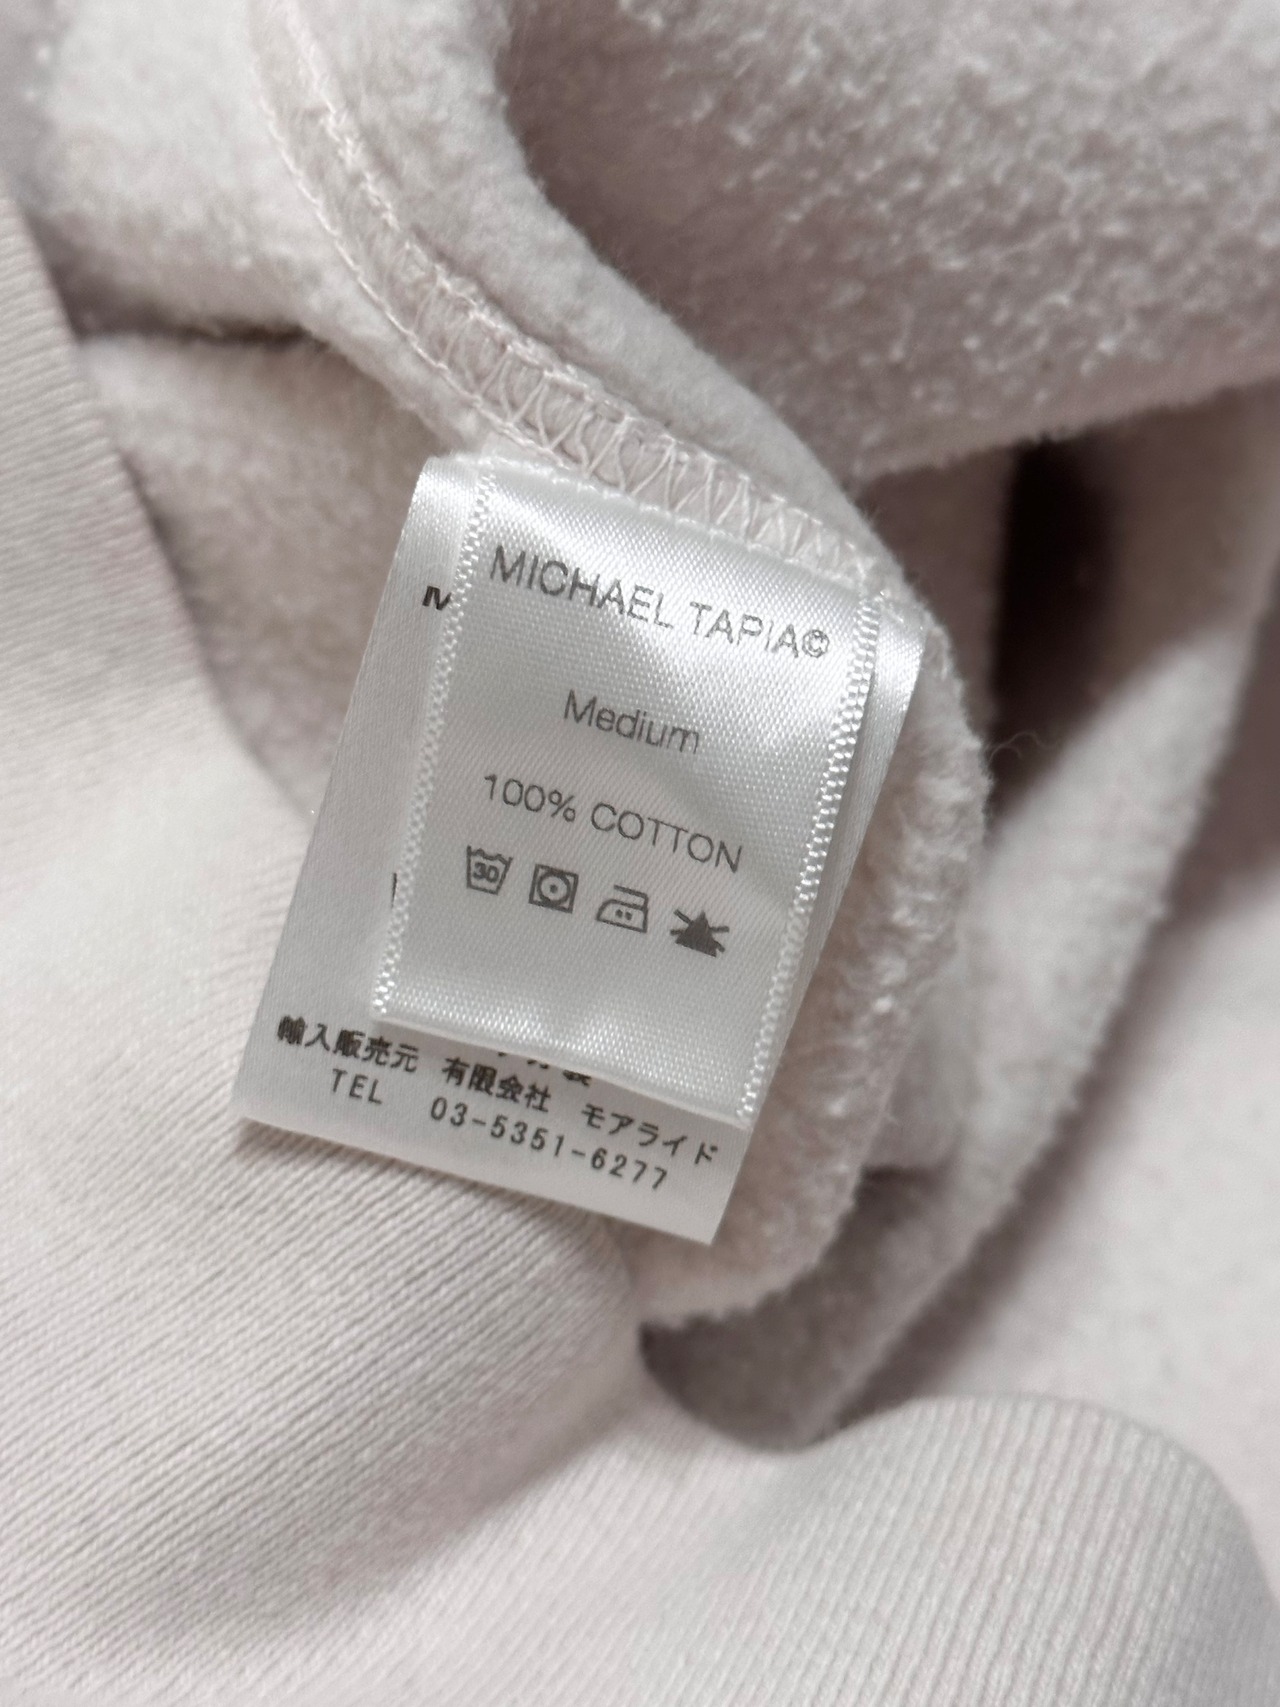 MICHAEL TAPIA©
Medium
100% COTTON
30
輸入販売元 有限会社 モアライド
TEL 03-5351-6277